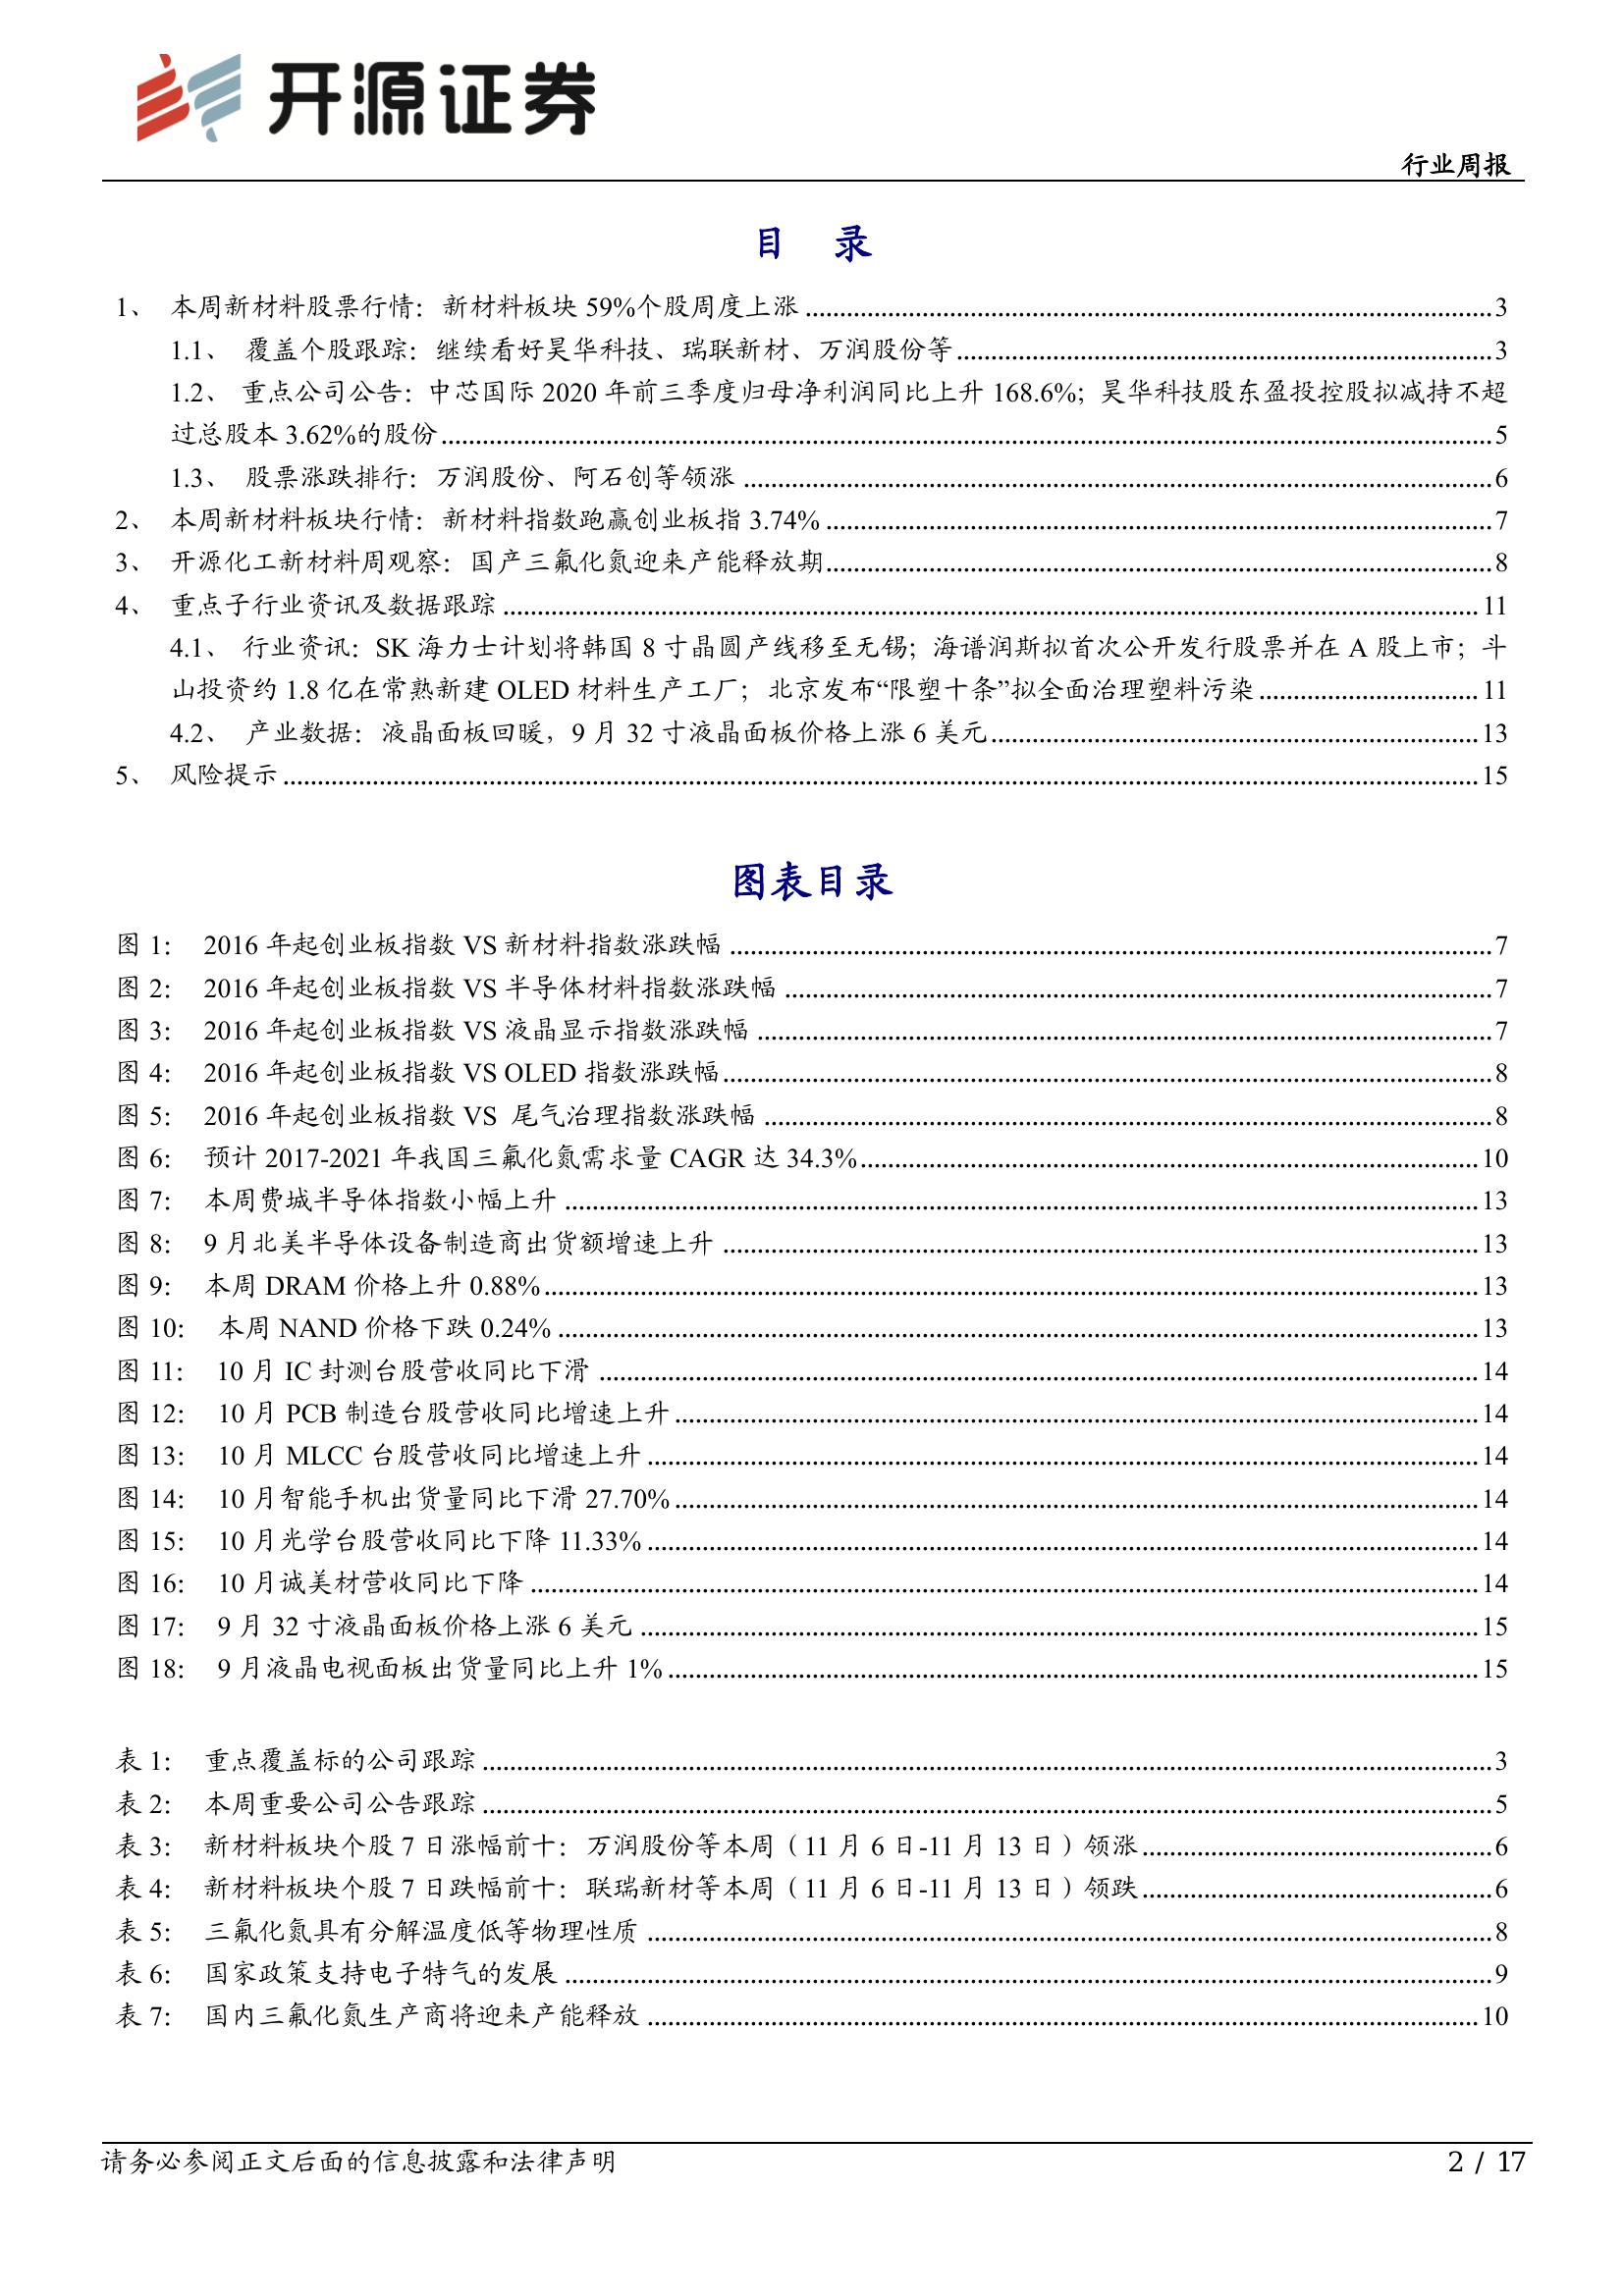 开源证券
行业周报
目 录
1、 本周新材料股票行情：新材料板块 59%个股周度上涨 ........ 3
1.1、 覆盖个股跟踪：继续看好昊华科技、瑞联新材、万润股份等 ........ 3
1.2、 重点公司公告：中芯国际 2020 年前三季度归母净利润同比上升 168.6%；昊华科技股东盈投控股拟减持不超
过总股本 3.62%的股份 ........ 5
1.3、 股票涨跌排行：万润股份、阿石创等领涨 ........ 6
2、 本周新材料板块行情：新材料指数跑赢创业板指 3.74% ........ 7
3、 开源化工新材料周观察：国产三氟化氮迎来产能释放期 ........ 8
4、 重点子行业资讯及数据跟踪 ........ 11
4.1、 行业资讯：SK 海力士计划将韩国 8 寸晶圆产线移至无锡；海谱润斯拟首次公开发行股票并在 A 股上市；斗
山投资约 1.8 亿在常熟新建 OLED 材料生产工厂；北京发布“限塑十条”拟全面治理塑料污染 ........ 11
4.2、 产业数据：液晶面板回暖，9 月 32 寸液晶面板价格上涨 6 美元 ........ 13
5、 风险提示 ........ 15
图表目录
图 1： 2016 年起创业板指数 VS 新材料指数涨跌幅 ........ 7
图 2： 2016 年起创业板指数 VS 半导体材料指数涨跌幅 ........ 7
图 3： 2016 年起创业板指数 VS 液晶显示指数涨跌幅 ........ 7
图 4： 2016 年起创业板指数 VS OLED 指数涨跌幅 ........ 8
图 5： 2016 年起创业板指数 VS 尾气治理指数涨跌幅 ........ 8
图 6： 预计 2017-2021 年我国三氟化氮需求量 CAGR 达 34.3% ........ 10
图 7： 本周费城半导体指数小幅上升 ........ 13
图 8： 9 月北美半导体设备制造商出货额增速上升 ........ 13
图 9： 本周 DRAM 价格上升 0.88% ........ 13
图 10： 本周 NAND 价格下跌 0.24% ........ 13
图 11： 10 月 IC 封测台股营收同比下滑 ........ 14
图 12： 10 月 PCB 制造台股营收同比增速上升 ........ 14
图 13： 10 月 MLCC 台股营收同比增速上升 ........ 14
图 14： 10 月智能手机出货量同比下滑 27.70% ........ 14
图 15： 10 月光学台股营收同比下降 11.33% ........ 14
图 16： 10 月诚美材营收同比下降 ........ 14
图 17： 9 月 32 寸液晶面板价格上涨 6 美元 ........ 15
图 18： 9 月液晶电视面板出货量同比上升 1% ........ 15
表 1： 重点覆盖标的公司跟踪 ........ 3
表 2： 本周重要公司公告跟踪 ........ 5
表 3： 新材料板块个股 7 日涨幅前十：万润股份等本周（11 月 6 日-11 月 13 日）领涨 ........ 6
表 4： 新材料板块个股 7 日跌幅前十：联瑞新材等本周（11 月 6 日-11 月 13 日）领跌 ........ 6
表 5： 三氟化氮具有分解温度低等物理性质 ........ 8
表 6： 国家政策支持电子特气的发展 ........ 9
表 7： 国内三氟化氮生产商将迎来产能释放 ........ 10
请务必参阅正文后面的信息披露和法律声明
2 / 17